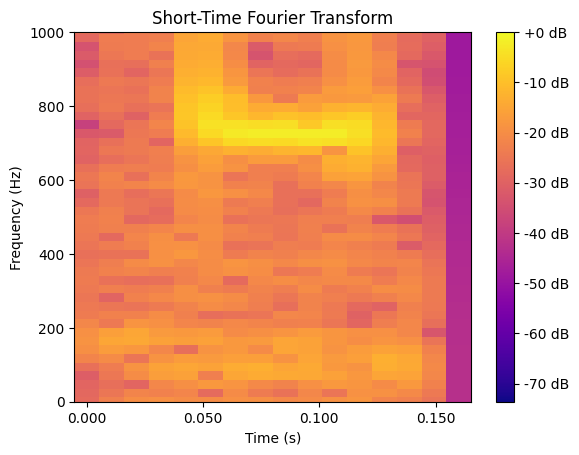 Short-Time Fourier Transform
1000
800
600
400
200
0
Frequency (Hz)
0.000
0.050
0.100
0.150
Time (s)
+0 dB
-10 dB
-20 dB
-30 dB
-40 dB
-50 dB
-60 dB
-70 dB